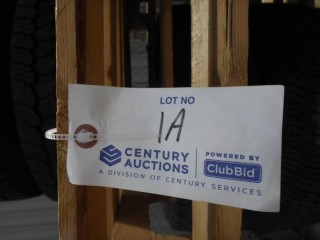 LOT NO
1A
CENTURY
AUCTIONS
POWERED BY
ClubBid
A DIVISION OF CENTURY SERVICES